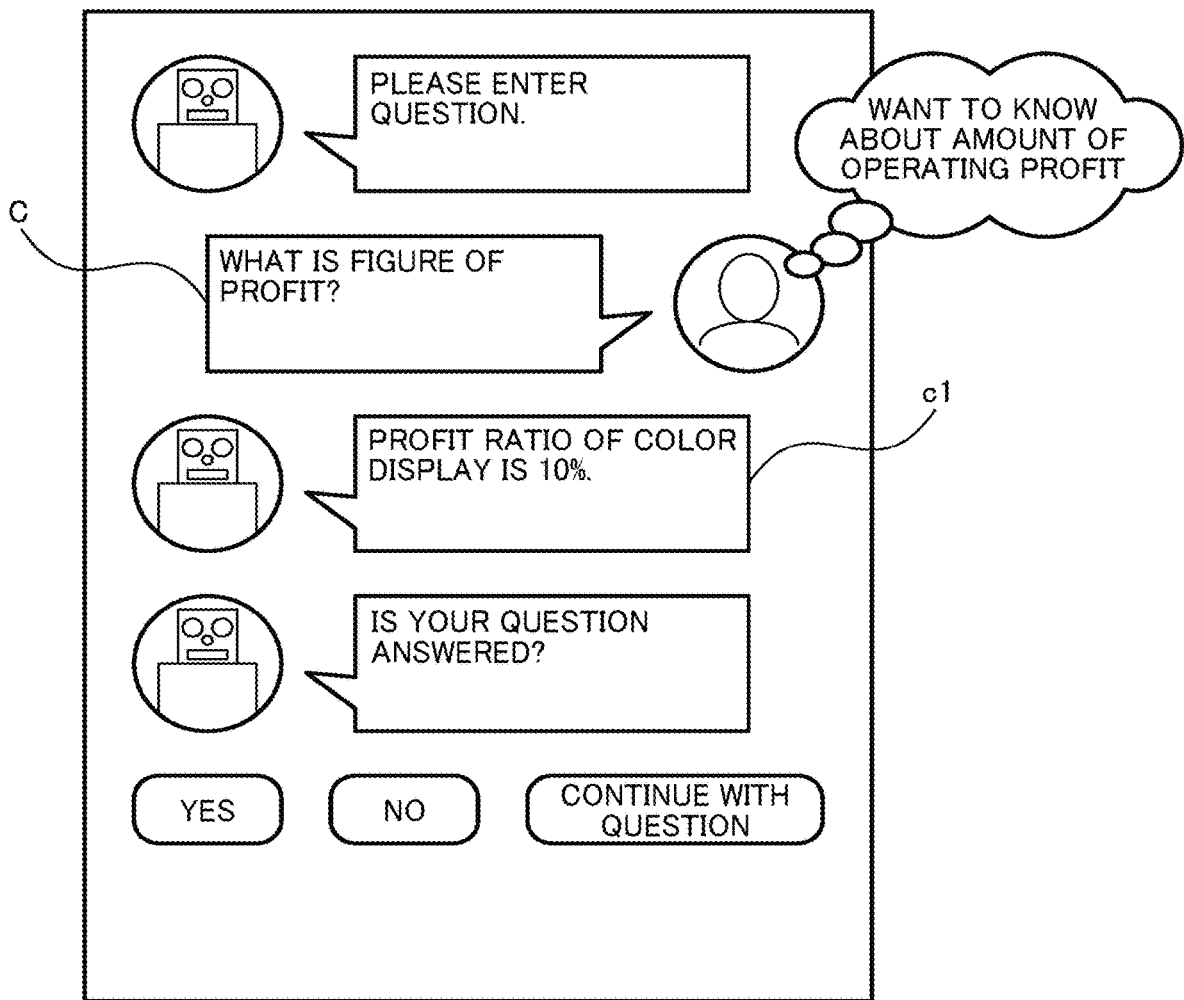 PLEASE ENTER
QUESTION.
WANT TO KNOW
ABOUT AMOUNT OF
OPERATING PROFIT
C
WHAT IS FIGURE OF
PROFIT?
c1
PROFIT RATIO OF COLOR
DISPLAY IS 10%.
IS YOUR QUESTION
ANSWERED?
YES
NO
CONTINUE WITH
QUESTION